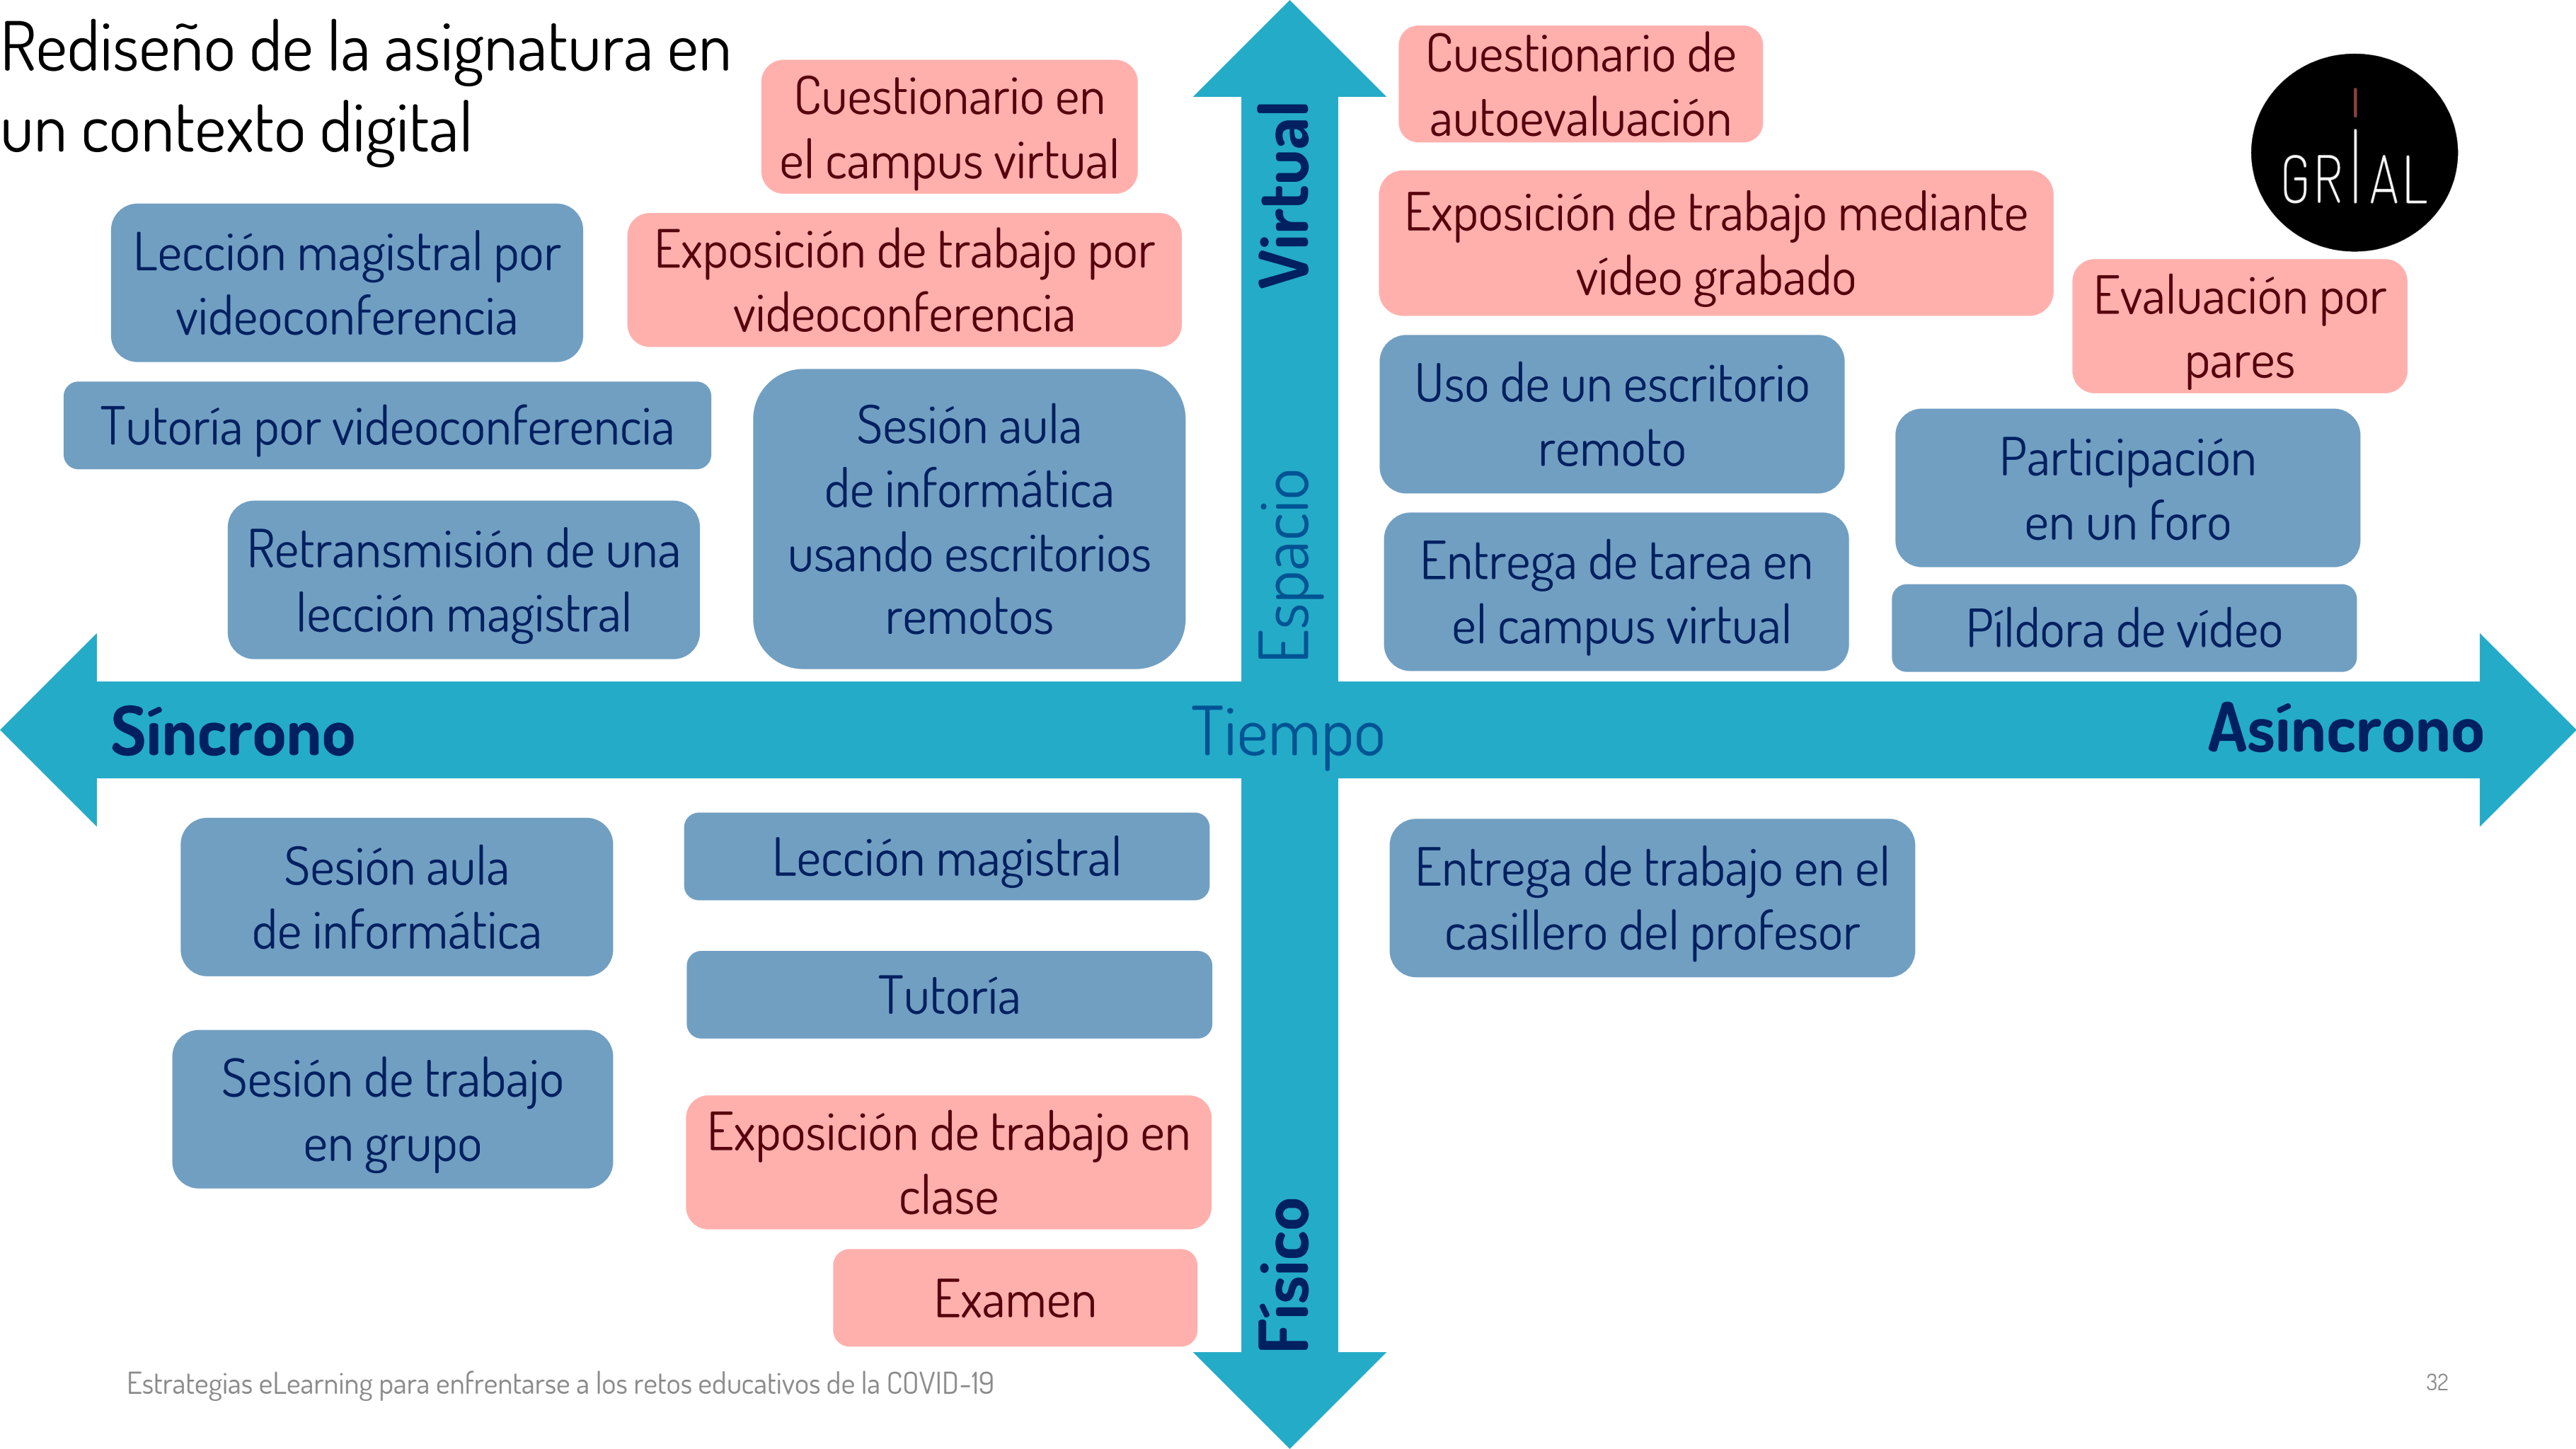 Rediseño de la asignatura en
un contexto digital
Cuestionario en
el campus virtual
Lección magistral por
videoconferencia
Exposición de trabajo por
videoconferencia
Tutoría por videoconferencia
Sesión aula
de informática
usando escritorios
remotos
Retransmisión de una
lección magistral
Virtual
Espacio
Cuestionario de
autoevaluación
GRIAL
Exposición de trabajo mediante
vídeo grabado
Evaluación por
pares
Uso de un escritorio
remoto
Participación
en un foro
Entrega de tarea en
el campus virtual
Píldora de vídeo
Síncrono
Tiempo
Asíncrono
Sesión aula
de informática
Lección magistral
Tutoría
Sesión de trabajo
en grupo
Exposición de trabajo en
clase
Examen
Físico
Entrega de trabajo en el
casillero del profesor
Estrategias eLearning para enfrentarse a los retos educativos de la COVID-19
32